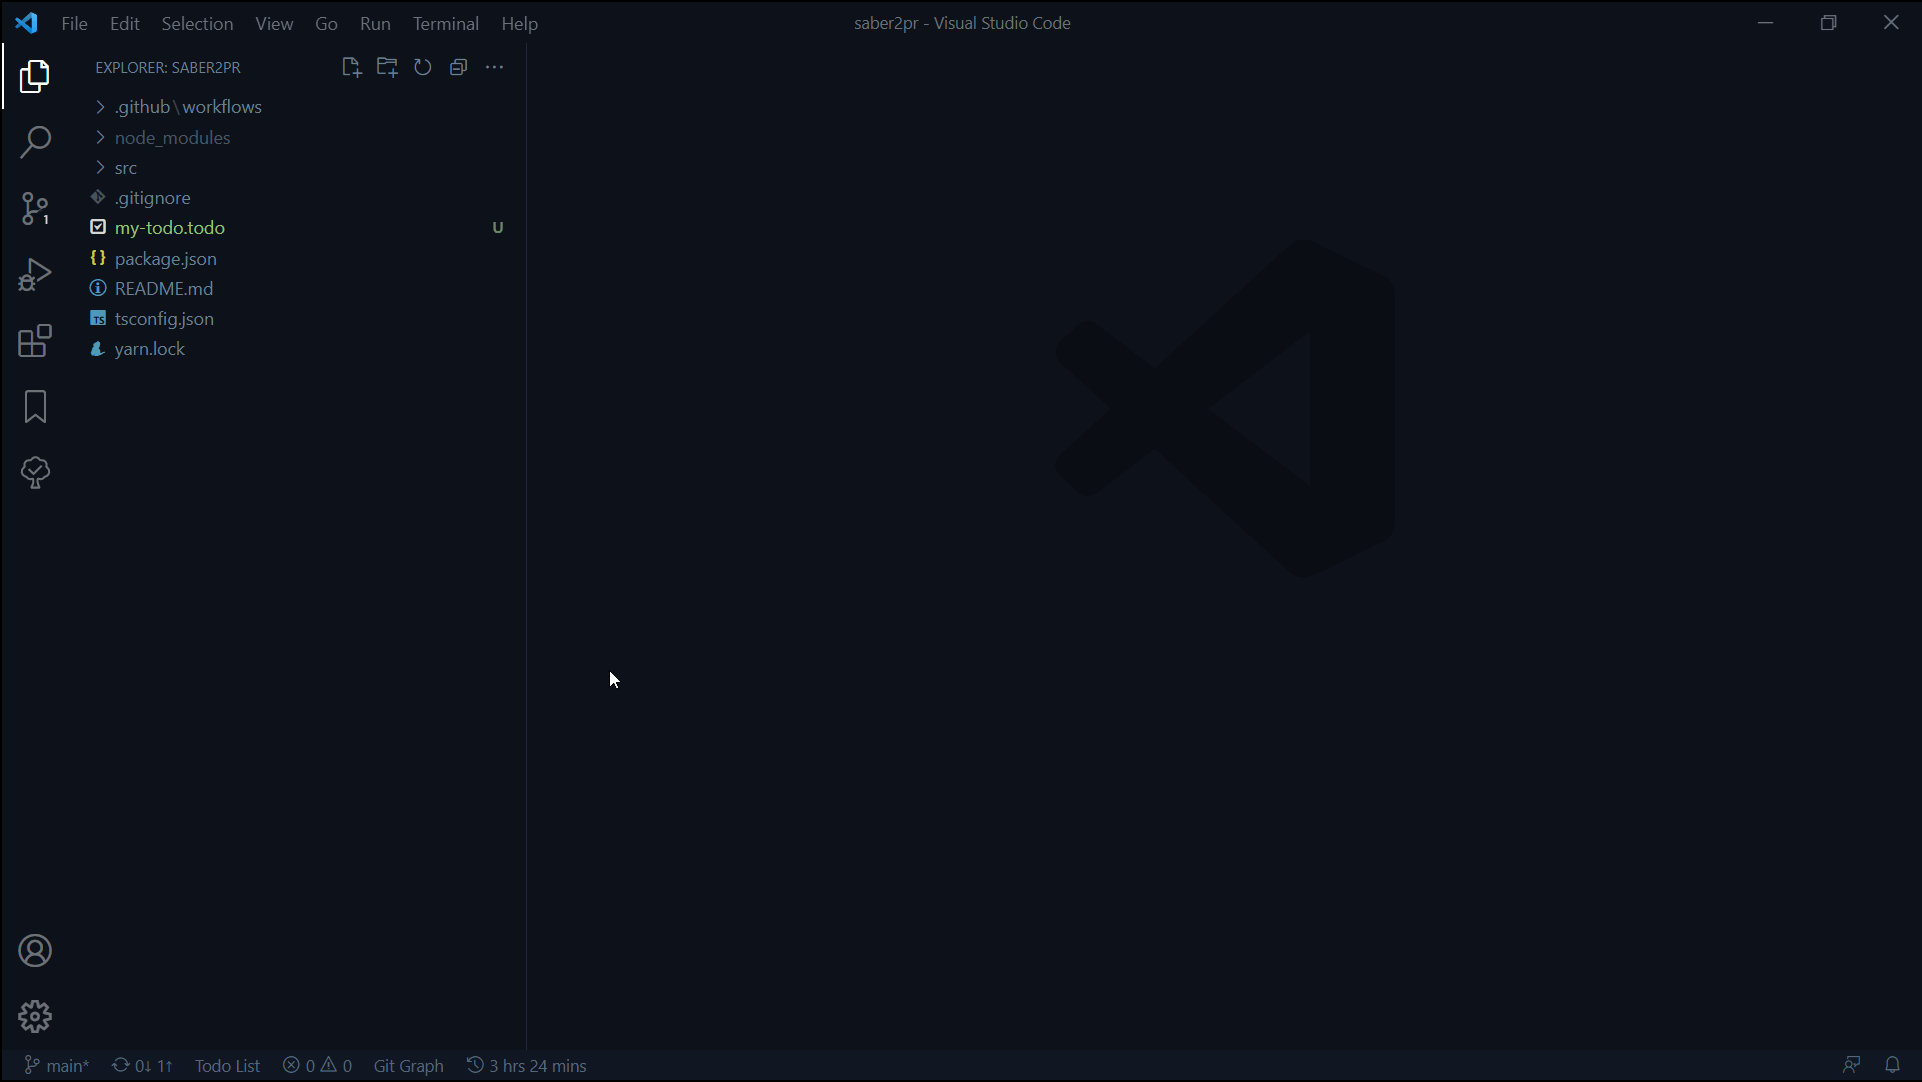 File Edit Selection View Go Run Terminal Help saber2pr - Visual Studio Code
EXPLORER: SABER2PR
.github\workflows
node_modules
src
.gitignore
my-todo.todo U
package.json
README.md
TS tsconfig.json
yarn.lock
1
main* 0↓ 1↑ Todo List 0 0 Git Graph 3 hrs 24 mins